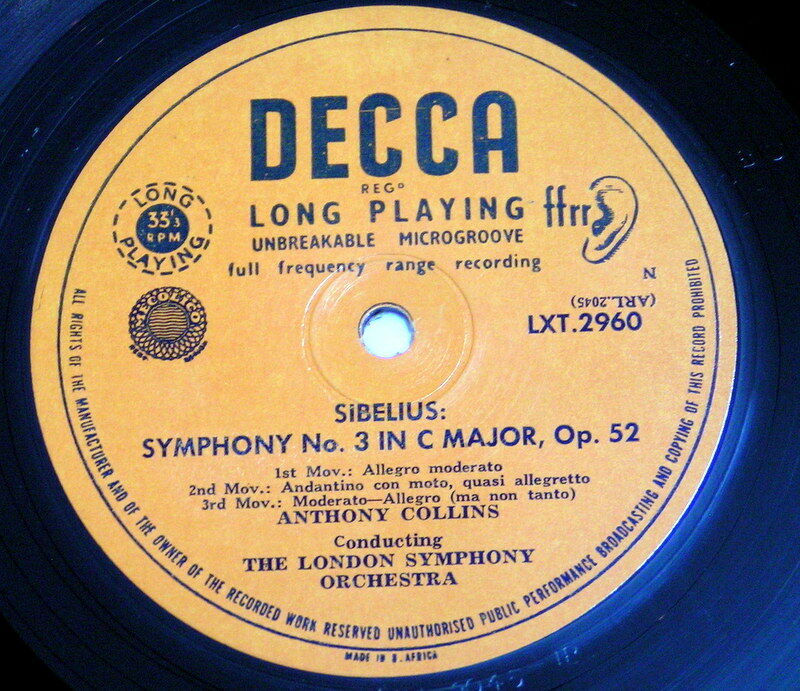 DECCA
REGD
LONG PLAYING
ffrr
UNBREAKABLE MICROGROOVE
full frequency range recording
LONG
33⅓
RPM
PLAYING
N
(ARL.2045)
LXT.2960
SiBELIUS:
SYMPHONY No. 3 IN C MAJOR, Op. 52
1st Mov.: Allegro moderato
2nd Mov.: Andantino con moto, quasi allegretto
3rd Mov.: Moderato—Allegro (ma non tanto)
ANTHONY COLLINS
Conducting
THE LONDON SYMPHONY
ORCHESTRA
ALL RIGHTS OF THE MANUFACTURER AND OF THE OWNER OF THE RECORDED WORK RESERVED UNAUTHORISED PUBLIC PERFORMANCE BROADCASTING AND COPYING OF THIS RECORD PROHIBITED
MADE IN S. AFRICA